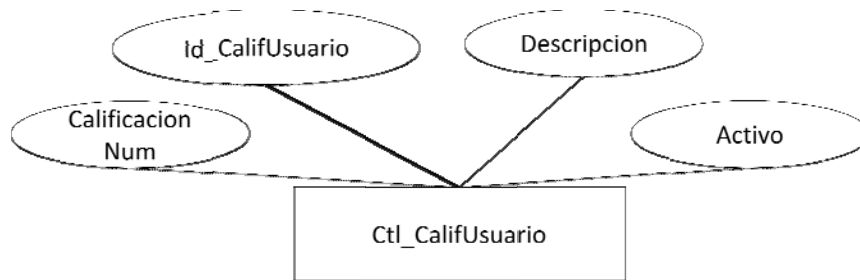 Id_CalifUsuario
Descripcion
Calificacion
Num
Activo
Ctl_CalifUsuario